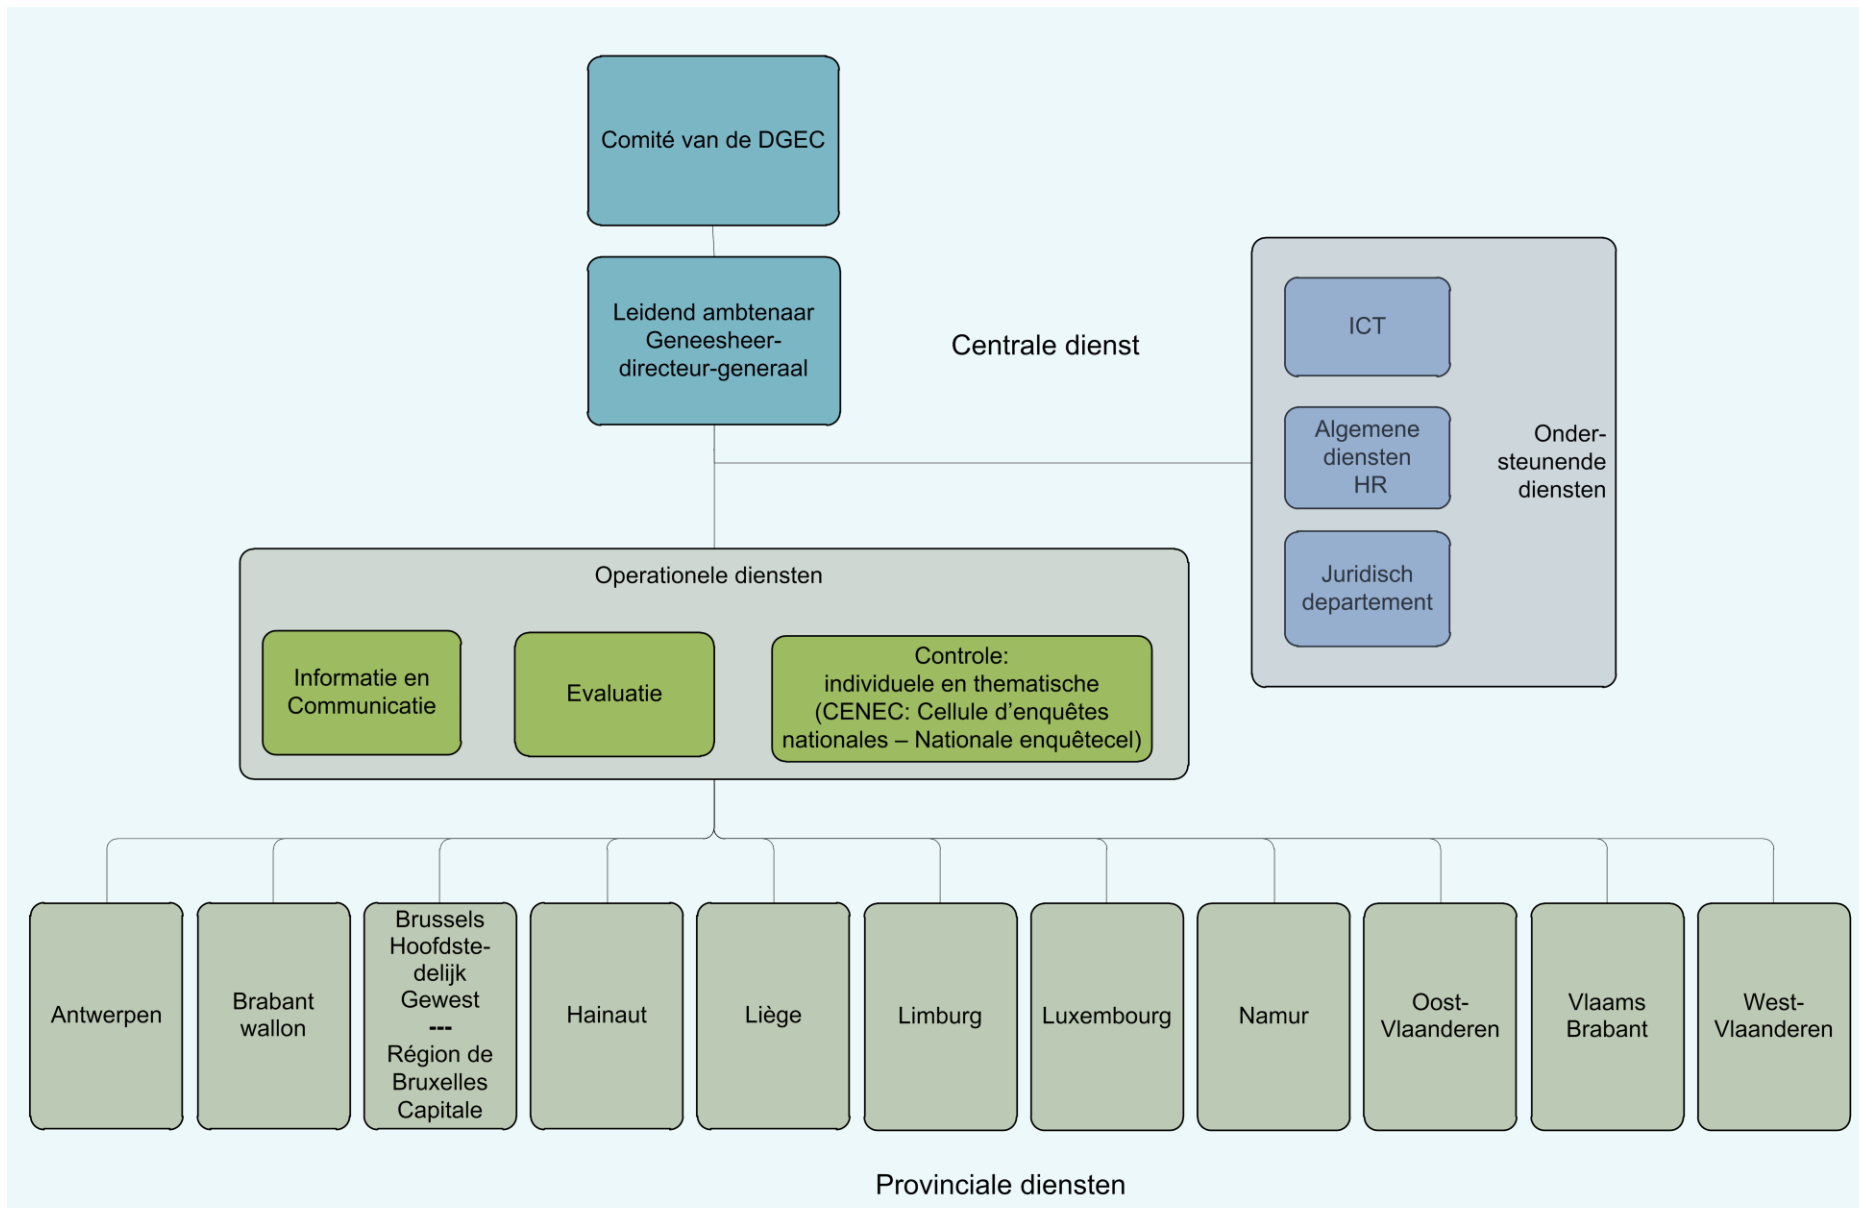 Comité van de DGEC
Leidend ambtenaar
Geneesheer-
directeur-generaal
Centrale dienst
ICT
Algemene
diensten
HR
Juridisch
departement
Onder-
steunende
diensten
Operationele diensten
Informatie en
Communicatie
Evaluatie
Controle:
individuele en thematische
(CENEC: Cellule d’enquêtes
nationales – Nationale enquêtecel)
Antwerpen
Brabant
wallon
Brussels
Hoofdste-
delijk
Gewest
---
Région de
Bruxelles
Capitale
Hainaut
Liège
Limburg
Luxembourg
Namur
Oost-
Vlaanderen
Vlaams
Brabant
West-
Vlaanderen
Provinciale diensten